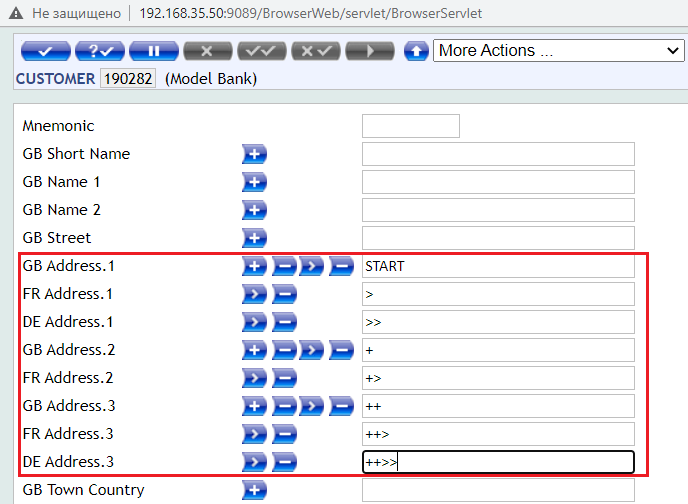 Не защищено 192.168.35.50:9089/BrowserWeb/servlet/BrowserServlet
More Actions ...
CUSTOMER 190282 (Model Bank)
Mnemonic
GB Short Name
GB Name 1
GB Name 2
GB Street
GB Address.1 START
FR Address.1 >
DE Address.1 >>
GB Address.2 +
FR Address.2 +>
GB Address.3 ++
FR Address.3 ++>
DE Address.3 ++>>
GB Town Country